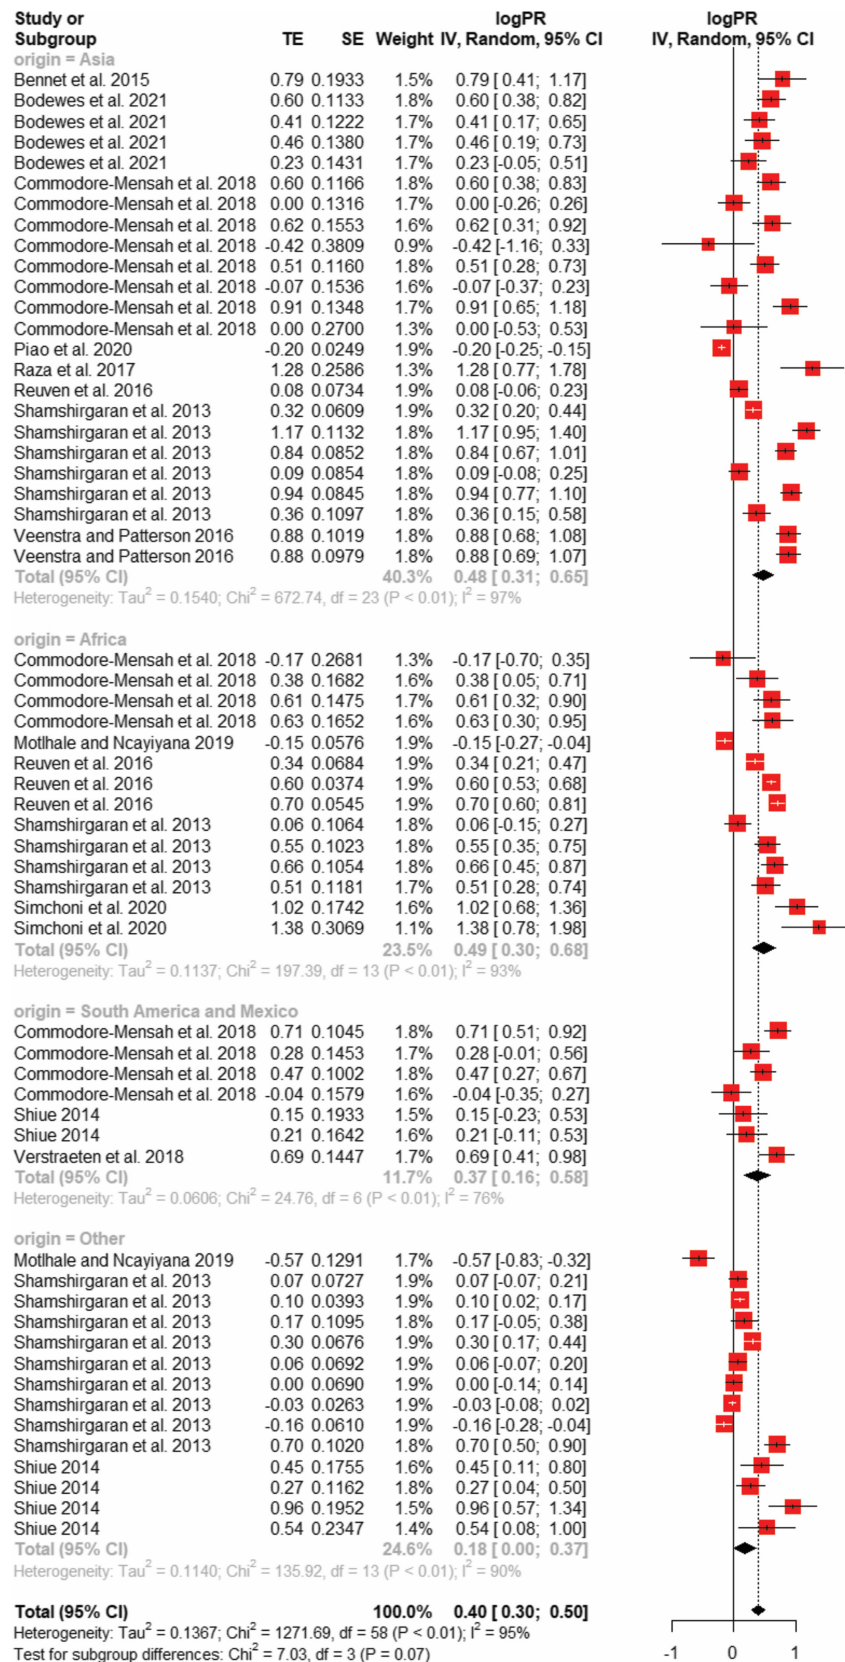 Study or logPR logPR
Subgroup TE SE Weight IV, Random, 95% CI IV, Random, 95% CI
origin = Asia
Bennet et al. 2015 0.79 0.1933 1.5% 0.79 [ 0.41; 1.17]
Bodewes et al. 2021 0.60 0.1133 1.8% 0.60 [ 0.38; 0.82]
Bodewes et al. 2021 0.41 0.1222 1.7% 0.41 [ 0.17; 0.65]
Bodewes et al. 2021 0.46 0.1380 1.7% 0.46 [ 0.19; 0.73]
Bodewes et al. 2021 0.23 0.1431 1.7% 0.23 [-0.05; 0.51]
Commodore-Mensah et al. 2018 0.60 0.1166 1.8% 0.60 [ 0.38; 0.83]
Commodore-Mensah et al. 2018 0.00 0.1316 1.7% 0.00 [-0.26; 0.26]
Commodore-Mensah et al. 2018 0.62 0.1553 1.6% 0.62 [ 0.31; 0.92]
Commodore-Mensah et al. 2018 -0.42 0.3809 0.9% -0.42 [-1.16; 0.33]
Commodore-Mensah et al. 2018 0.51 0.1160 1.8% 0.51 [ 0.28; 0.73]
Commodore-Mensah et al. 2018 -0.07 0.1536 1.6% -0.07 [-0.37; 0.23]
Commodore-Mensah et al. 2018 0.91 0.1348 1.7% 0.91 [ 0.65; 1.18]
Commodore-Mensah et al. 2018 0.00 0.2700 1.3% 0.00 [-0.53; 0.53]
Piao et al. 2020 -0.20 0.0249 1.9% -0.20 [-0.25; -0.15]
Raza et al. 2017 1.28 0.2586 1.3% 1.28 [ 0.77; 1.78]
Reuven et al. 2016 0.08 0.0734 1.9% 0.08 [-0.06; 0.23]
Shamshirgaran et al. 2013 0.32 0.0609 1.9% 0.32 [ 0.20; 0.44]
Shamshirgaran et al. 2013 1.17 0.1132 1.8% 1.17 [ 0.95; 1.40]
Shamshirgaran et al. 2013 0.84 0.0852 1.8% 0.84 [ 0.67; 1.01]
Shamshirgaran et al. 2013 0.09 0.0854 1.8% 0.09 [-0.08; 0.25]
Shamshirgaran et al. 2013 0.94 0.0845 1.8% 0.94 [ 0.77; 1.10]
Shamshirgaran et al. 2013 0.36 0.1097 1.8% 0.36 [ 0.15; 0.58]
Veenstra and Patterson 2016 0.88 0.1019 1.8% 0.88 [ 0.68; 1.08]
Veenstra and Patterson 2016 0.88 0.0979 1.8% 0.88 [ 0.69; 1.07]
Total (95% CI) 40.3% 0.48 [ 0.31; 0.65]
Heterogeneity: Tau² = 0.1540; Chi² = 672.74, df = 23 (P < 0.01); I² = 97%
origin = Africa
Commodore-Mensah et al. 2018 -0.17 0.2681 1.3% -0.17 [-0.70; 0.35]
Commodore-Mensah et al. 2018 0.38 0.1682 1.6% 0.38 [ 0.05; 0.71]
Commodore-Mensah et al. 2018 0.61 0.1475 1.7% 0.61 [ 0.32; 0.90]
Commodore-Mensah et al. 2018 0.63 0.1652 1.6% 0.63 [ 0.30; 0.95]
Motlhale and Ncayiyana 2019 -0.15 0.0576 1.9% -0.15 [-0.27; -0.04]
Reuven et al. 2016 0.34 0.0684 1.9% 0.34 [ 0.21; 0.47]
Reuven et al. 2016 0.60 0.0374 1.9% 0.60 [ 0.53; 0.68]
Reuven et al. 2016 0.70 0.0545 1.9% 0.70 [ 0.60; 0.81]
Shamshirgaran et al. 2013 0.06 0.1064 1.8% 0.06 [-0.15; 0.27]
Shamshirgaran et al. 2013 0.55 0.1023 1.8% 0.55 [ 0.35; 0.75]
Shamshirgaran et al. 2013 0.66 0.1054 1.8% 0.66 [ 0.45; 0.87]
Shamshirgaran et al. 2013 0.51 0.1181 1.7% 0.51 [ 0.28; 0.74]
Simchoni et al. 2020 1.02 0.1742 1.6% 1.02 [ 0.68; 1.36]
Simchoni et al. 2020 1.38 0.3069 1.1% 1.38 [ 0.78; 1.98]
Total (95% CI) 23.5% 0.49 [ 0.30; 0.68]
Heterogeneity: Tau² = 0.1137; Chi² = 197.39, df = 13 (P < 0.01); I² = 93%
origin = South America and Mexico
Commodore-Mensah et al. 2018 0.71 0.1045 1.8% 0.71 [ 0.51; 0.92]
Commodore-Mensah et al. 2018 0.28 0.1453 1.7% 0.28 [-0.01; 0.56]
Commodore-Mensah et al. 2018 0.47 0.1002 1.8% 0.47 [ 0.27; 0.67]
Commodore-Mensah et al. 2018 -0.04 0.1579 1.6% -0.04 [-0.35; 0.27]
Shiue 2014 0.15 0.1933 1.5% 0.15 [-0.23; 0.53]
Shiue 2014 0.21 0.1642 1.6% 0.21 [-0.11; 0.53]
Verstraeten et al. 2018 0.69 0.1447 1.7% 0.69 [ 0.41; 0.98]
Total (95% CI) 11.7% 0.37 [ 0.16; 0.58]
Heterogeneity: Tau² = 0.0606; Chi² = 24.76, df = 6 (P < 0.01); I² = 76%
origin = Other
Motlhale and Ncayiyana 2019 -0.57 0.1291 1.7% -0.57 [-0.83; -0.32]
Shamshirgaran et al. 2013 0.07 0.0727 1.9% 0.07 [-0.07; 0.21]
Shamshirgaran et al. 2013 0.10 0.0393 1.9% 0.10 [ 0.02; 0.17]
Shamshirgaran et al. 2013 0.17 0.1095 1.8% 0.17 [-0.05; 0.38]
Shamshirgaran et al. 2013 0.30 0.0676 1.9% 0.30 [ 0.17; 0.44]
Shamshirgaran et al. 2013 0.06 0.0692 1.9% 0.06 [-0.07; 0.20]
Shamshirgaran et al. 2013 0.00 0.0690 1.9% 0.00 [-0.14; 0.14]
Shamshirgaran et al. 2013 -0.03 0.0263 1.9% -0.03 [-0.08; 0.02]
Shamshirgaran et al. 2013 -0.16 0.0610 1.9% -0.16 [-0.28; -0.04]
Shamshirgaran et al. 2013 0.70 0.1020 1.8% 0.70 [ 0.50; 0.90]
Shiue 2014 0.45 0.1755 1.6% 0.45 [ 0.11; 0.80]
Shiue 2014 0.27 0.1162 1.8% 0.27 [ 0.04; 0.50]
Shiue 2014 0.96 0.1952 1.5% 0.96 [ 0.57; 1.34]
Shiue 2014 0.54 0.2347 1.4% 0.54 [ 0.08; 1.00]
Total (95% CI) 24.6% 0.18 [ 0.00; 0.37]
Heterogeneity: Tau² = 0.1140; Chi² = 135.92, df = 13 (P < 0.01); I² = 90%
Total (95% CI) 100.0% 0.40 [ 0.30; 0.50]
Heterogeneity: Tau² = 0.1367; Chi² = 1271.69, df = 58 (P < 0.01); I² = 95%
Test for subgroup differences: Chi² = 7.03, df = 3 (P = 0.07) -1 0 1